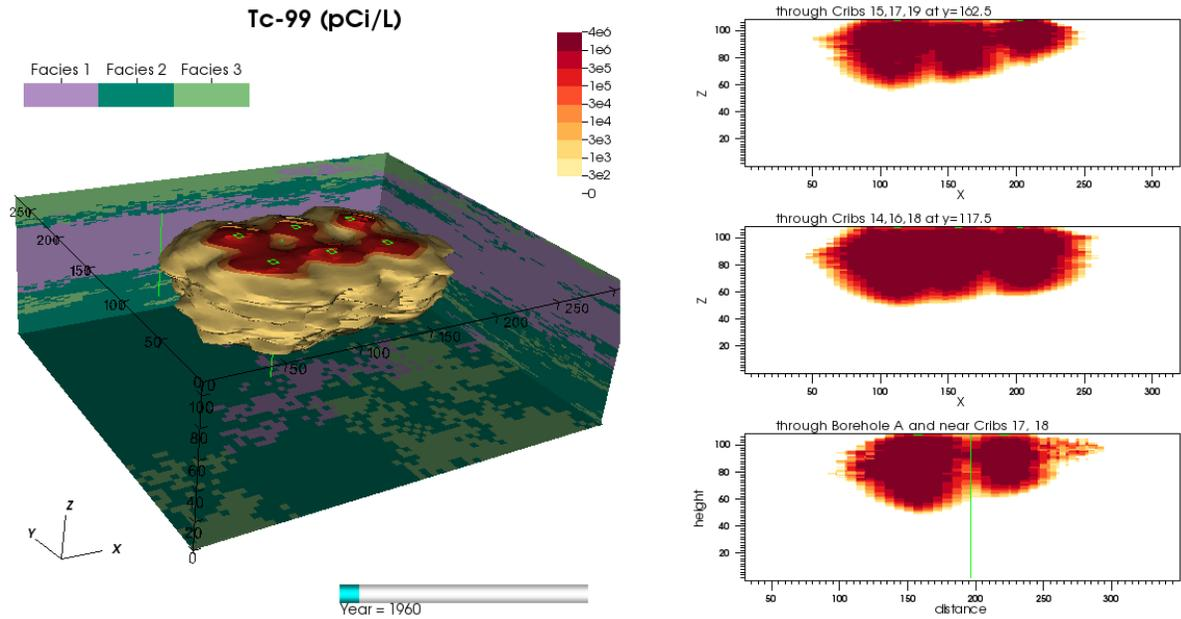 Tc-99 (pCi/L)
Facies 1 Facies 2 Facies 3
4e6
1e6
3e5
1e5
3e4
1e4
3e3
1e3
3e2
0
250
200
150
100
50
0
0
50
100
150
200
250
100
80
60
40
20
0
Z
Y
X
Year = 1960
through Cribs 15,17,19 at y=162.5
100
80
60
40
20
Z
50 100 150 200 250 300
X
through Cribs 14,16,18 at y=117.5
100
80
60
40
20
Z
50 100 150 200 250 300
X
through Borehole A and near Cribs 17, 18
100
80
60
40
20
height
50 100 150 200 250 300
distance